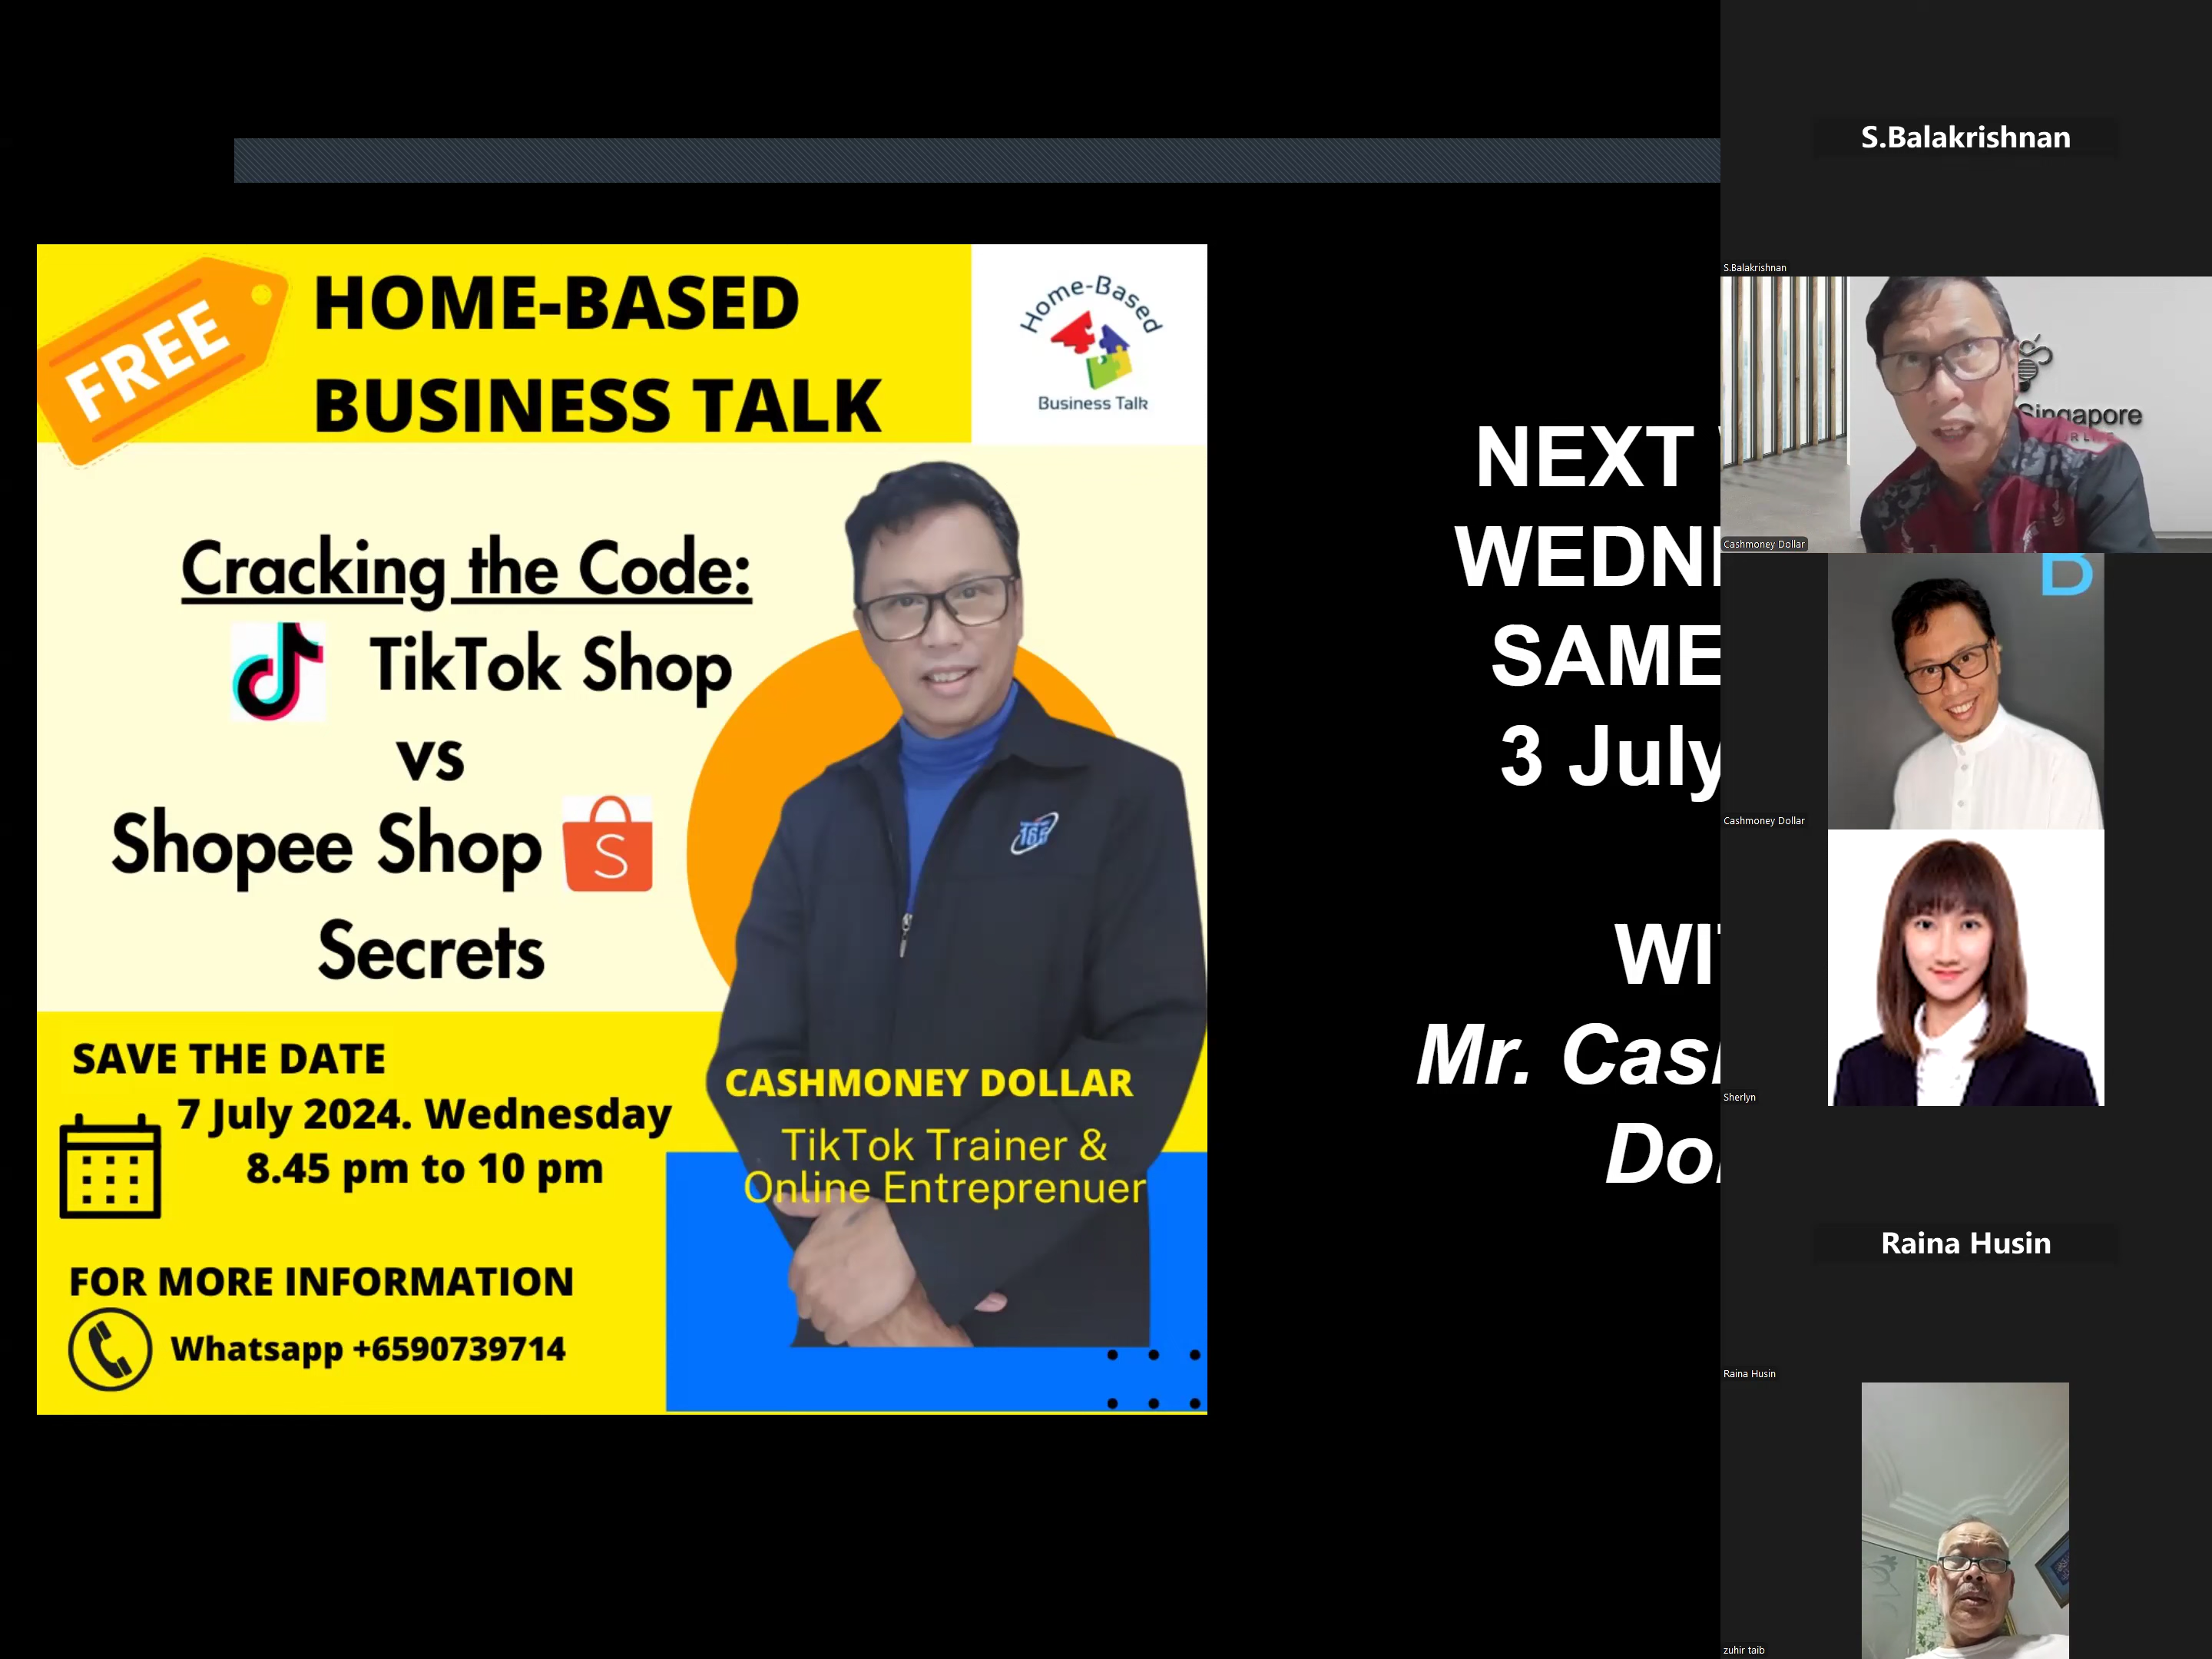 FREE
HOME-BASED
BUSINESS TALK
Home-Based
Business Talk
Cracking the Code:
TikTok Shop
vs
Shopee Shop
S
Secrets
16F
SAVE THE DATE
7 July 2024. Wednesday
8.45 pm to 10 pm
FOR MORE INFORMATION
Whatsapp +6590739714
CASHMONEY DOLLAR
TikTok Trainer &
Online Entreprenuer
NEXT
WEDN
SAME
3 July
WI
Mr. Cas
Do
S.Balakrishnan
S.Balakrishnan
Singapore
Cashmoney Dollar
B
Cashmoney Dollar
Sherlyn
Raina Husin
Raina Husin
zuhir taib